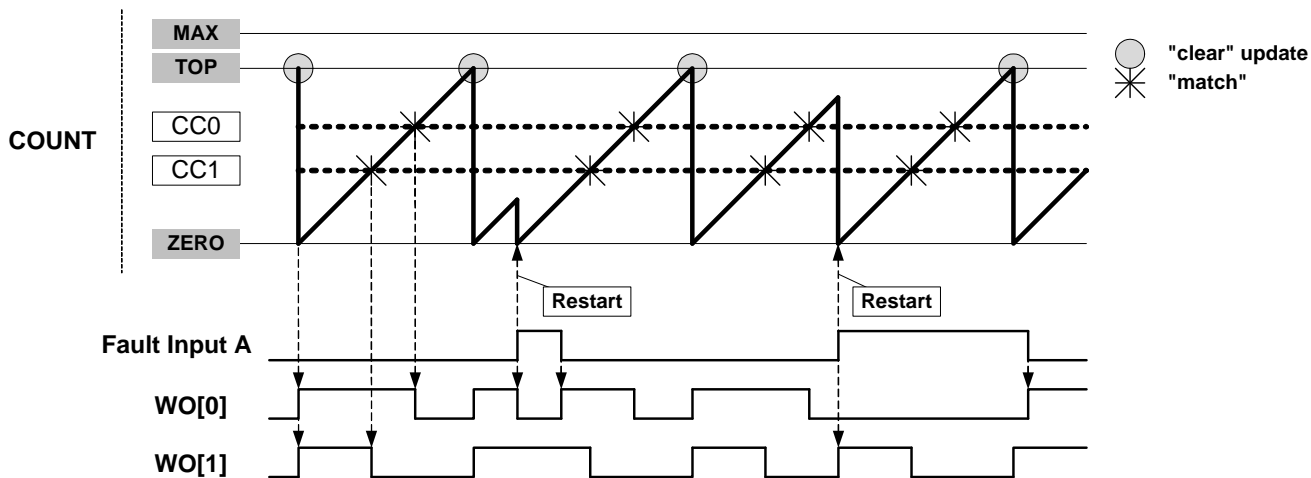 MAX
"clear" update
TOP
"match"
CC0
COUNT
CC1
ZERO
Restart
Restart
Fault Input A
WO[0]
WO[1]